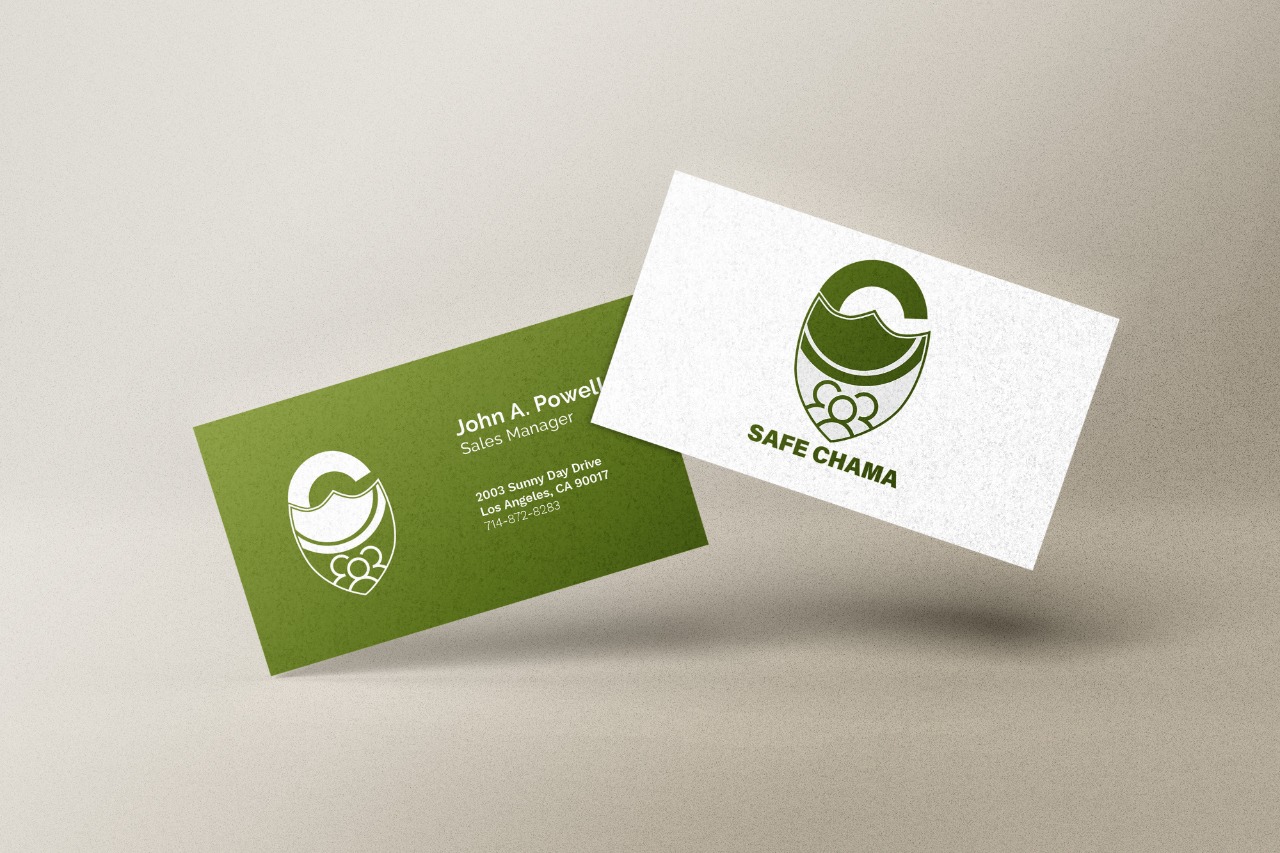 John A. Powell
Sales Manager
2003 Sunny Day Drive
Los Angeles, CA 90017
714-872-8283
SAFE CHAMA